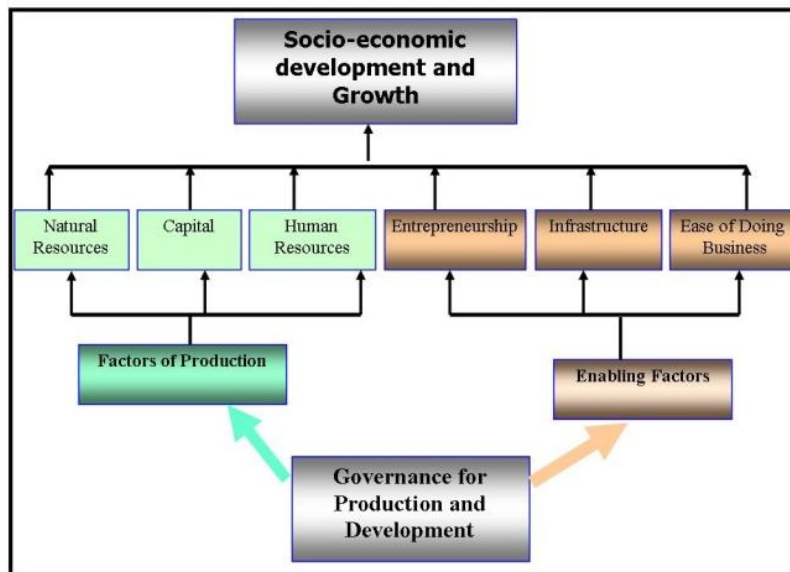 Socio-economic
development and
Growth
Natural
Resources
Capital
Human
Resources
Entrepreneurship
Infrastructure
Ease of Doing
Business
Factors of Production
Enabling Factors
Governance for
Production and
Development